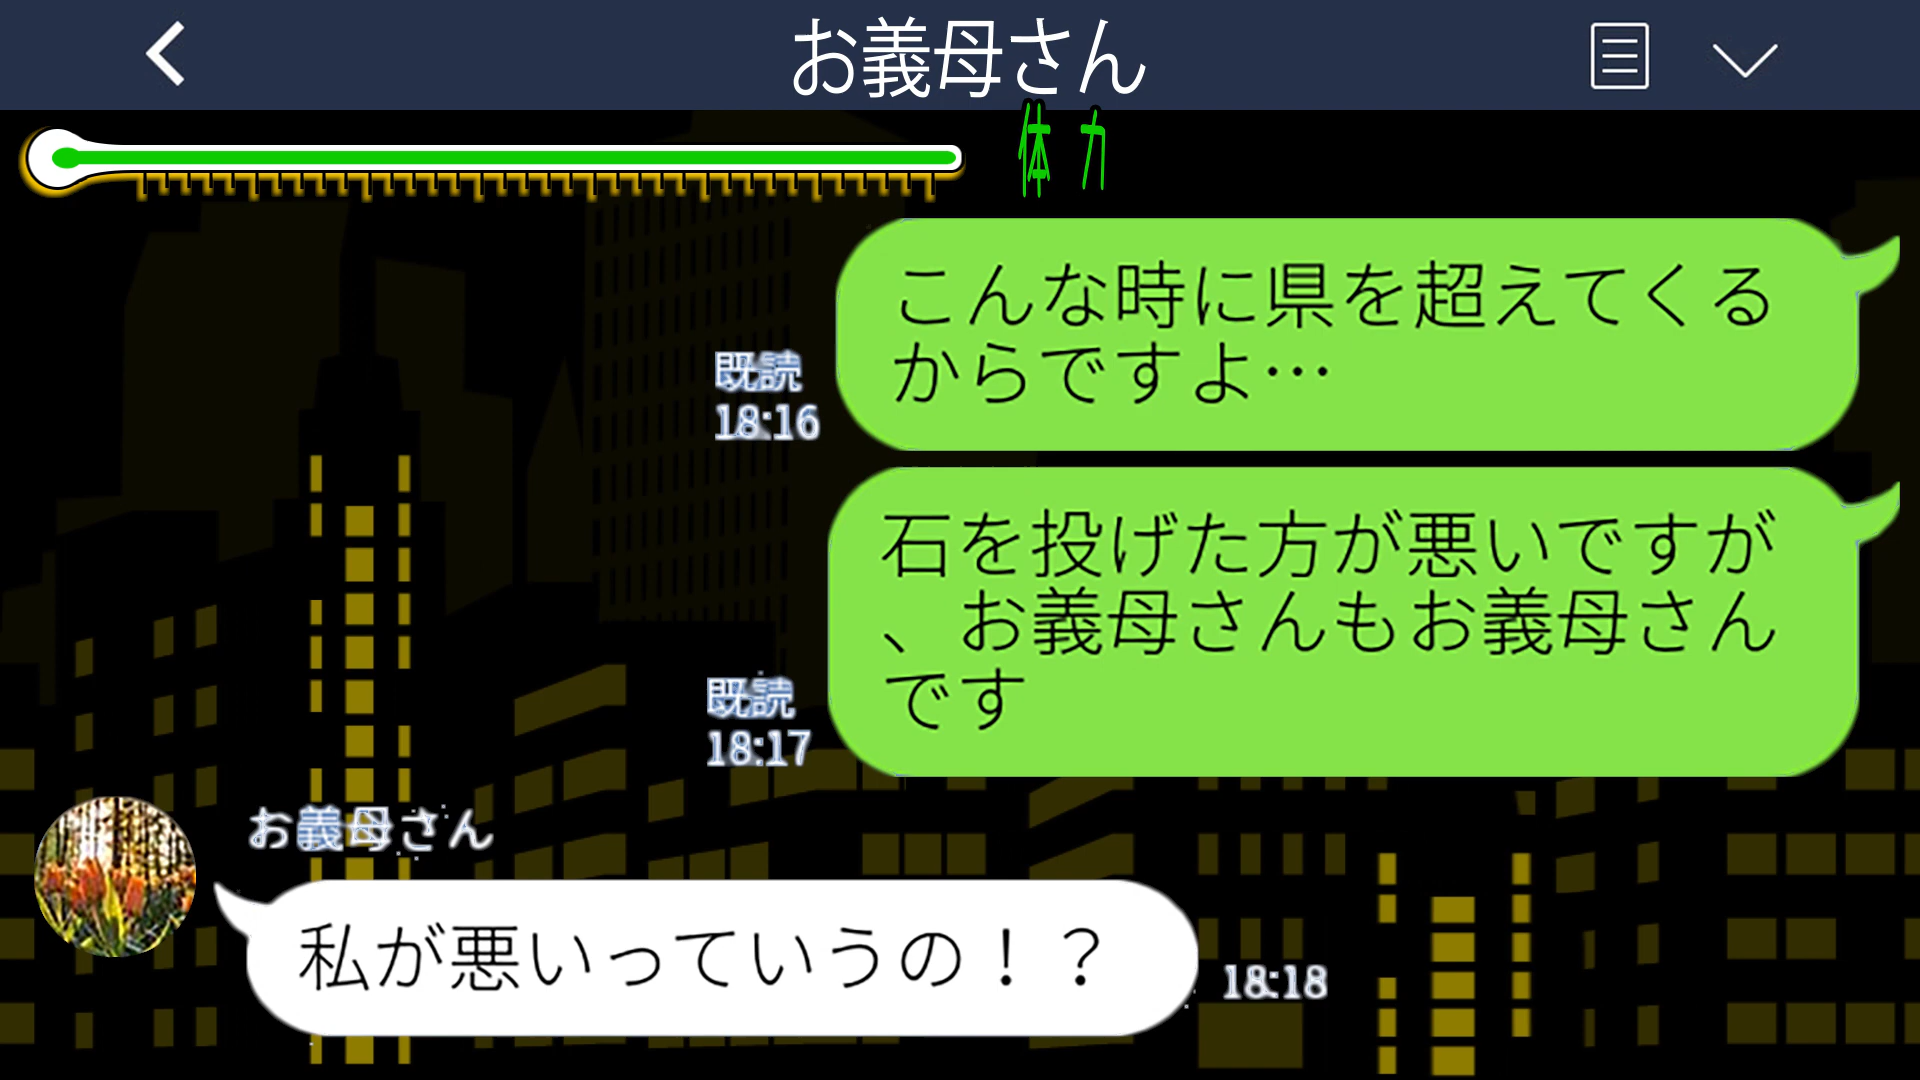 お義母さん
体力
こんな時に県を超えてくる
からですよ…
既読
18:16
石を投げた方が悪いですが
、お義母さんもお義母さん
です
既読
18:17
お義母さん
私が悪いっていうの！？
18:18